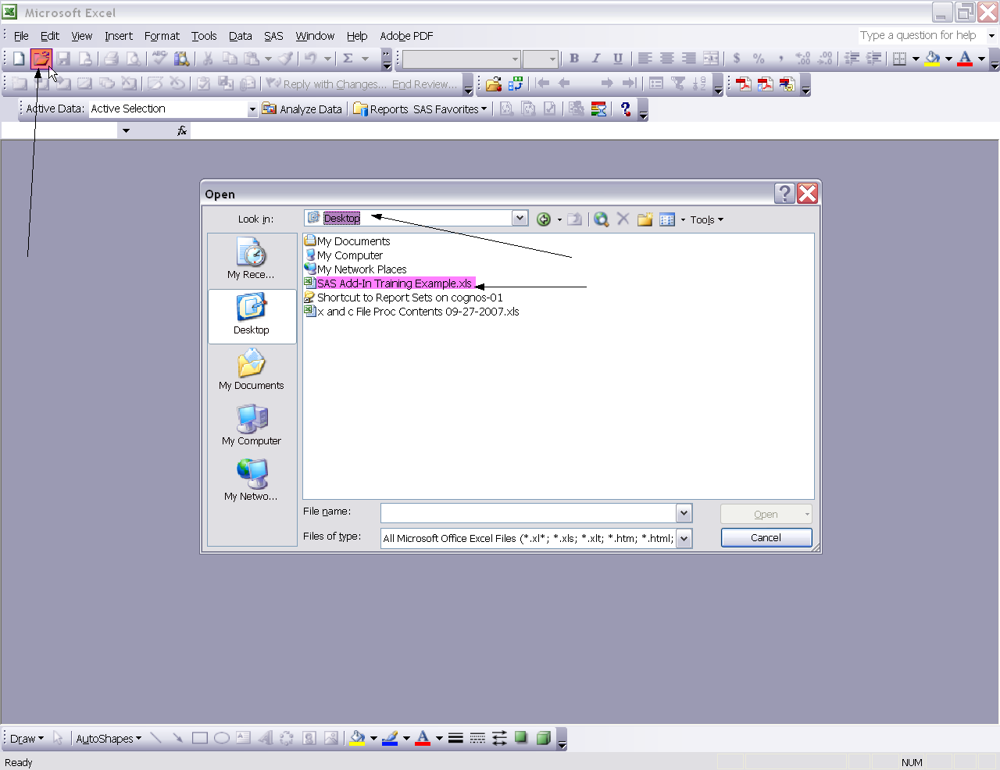 Microsoft Excel
File Edit View Insert Format Tools Data SAS Window Help Adobe PDF Type a question for help
Reply with Changes... End Review...
Active Data: Active Selection Analyze Data Reports SAS Favorites
fx
Open
Look in: Desktop Tools
My Documents
My Computer
My Network Places
SAS Add-In Training Example.xls
Shortcut to Report Sets on cognos-01
x and c File Proc Contents 09-27-2007.xls
My Rece...
Desktop
My Documents
My Computer
My Netwo...
File name: Open
Files of type: All Microsoft Office Excel Files (*.xl*; *.xls; *.xlt; *.htm; *.html; Cancel
Draw AutoShapes
Ready NUM